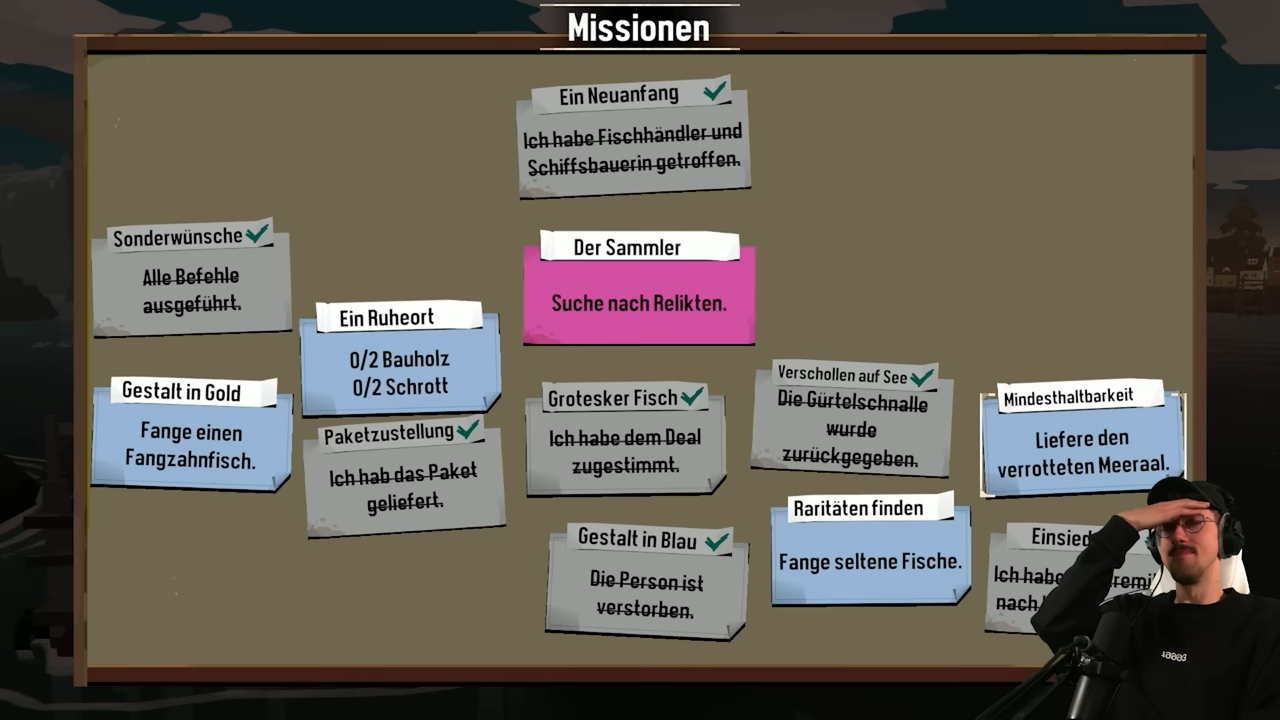 Missionen
Ein Neuanfang
Ich habe Fischhändler und
Schiffsbauerin getroffen.
Sonderwünsche
Alle Befehle
ausgeführt.
Der Sammler
Suche nach Relikten.
Ein Ruheort
0/2 Bauholz
0/2 Schrott
Gestalt in Gold
Fange einen
Fangzahnfisch.
Paketzustellung
Ich hab das Paket
geliefert.
Grotesker Fisch
Ich habe dem Deal
zugestimmt.
Verschollen auf See
Die Gürtelschnalle
wurde
zurückgegeben.
Mindesthaltbarkeit
Liefere den
verrotteten Meeraal.
Gestalt in Blau
Die Person ist
verstorben.
Raritäten finden
Fange seltene Fische.
Ich
nach